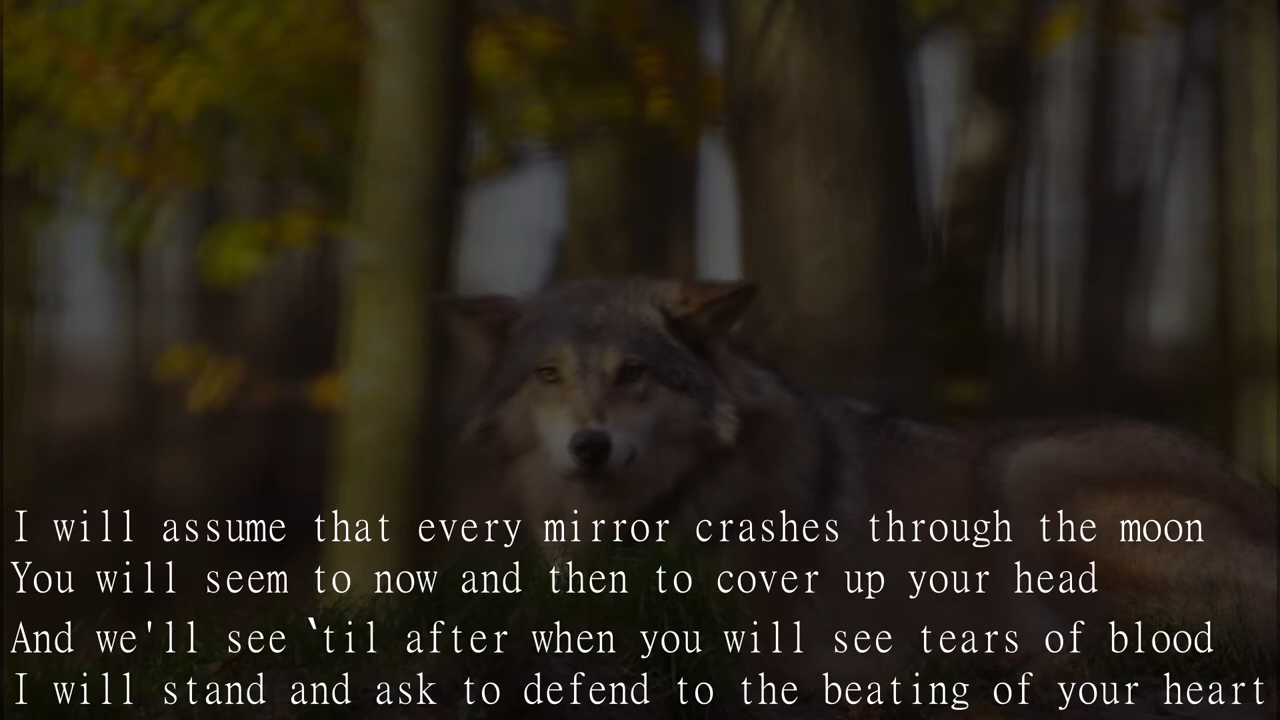 I will assume that every mirror crashes through the moon
You will seem to now and then to cover up your head
And we'll see `til after when you will see tears of blood
I will stand and ask to defend to the beating of your heart